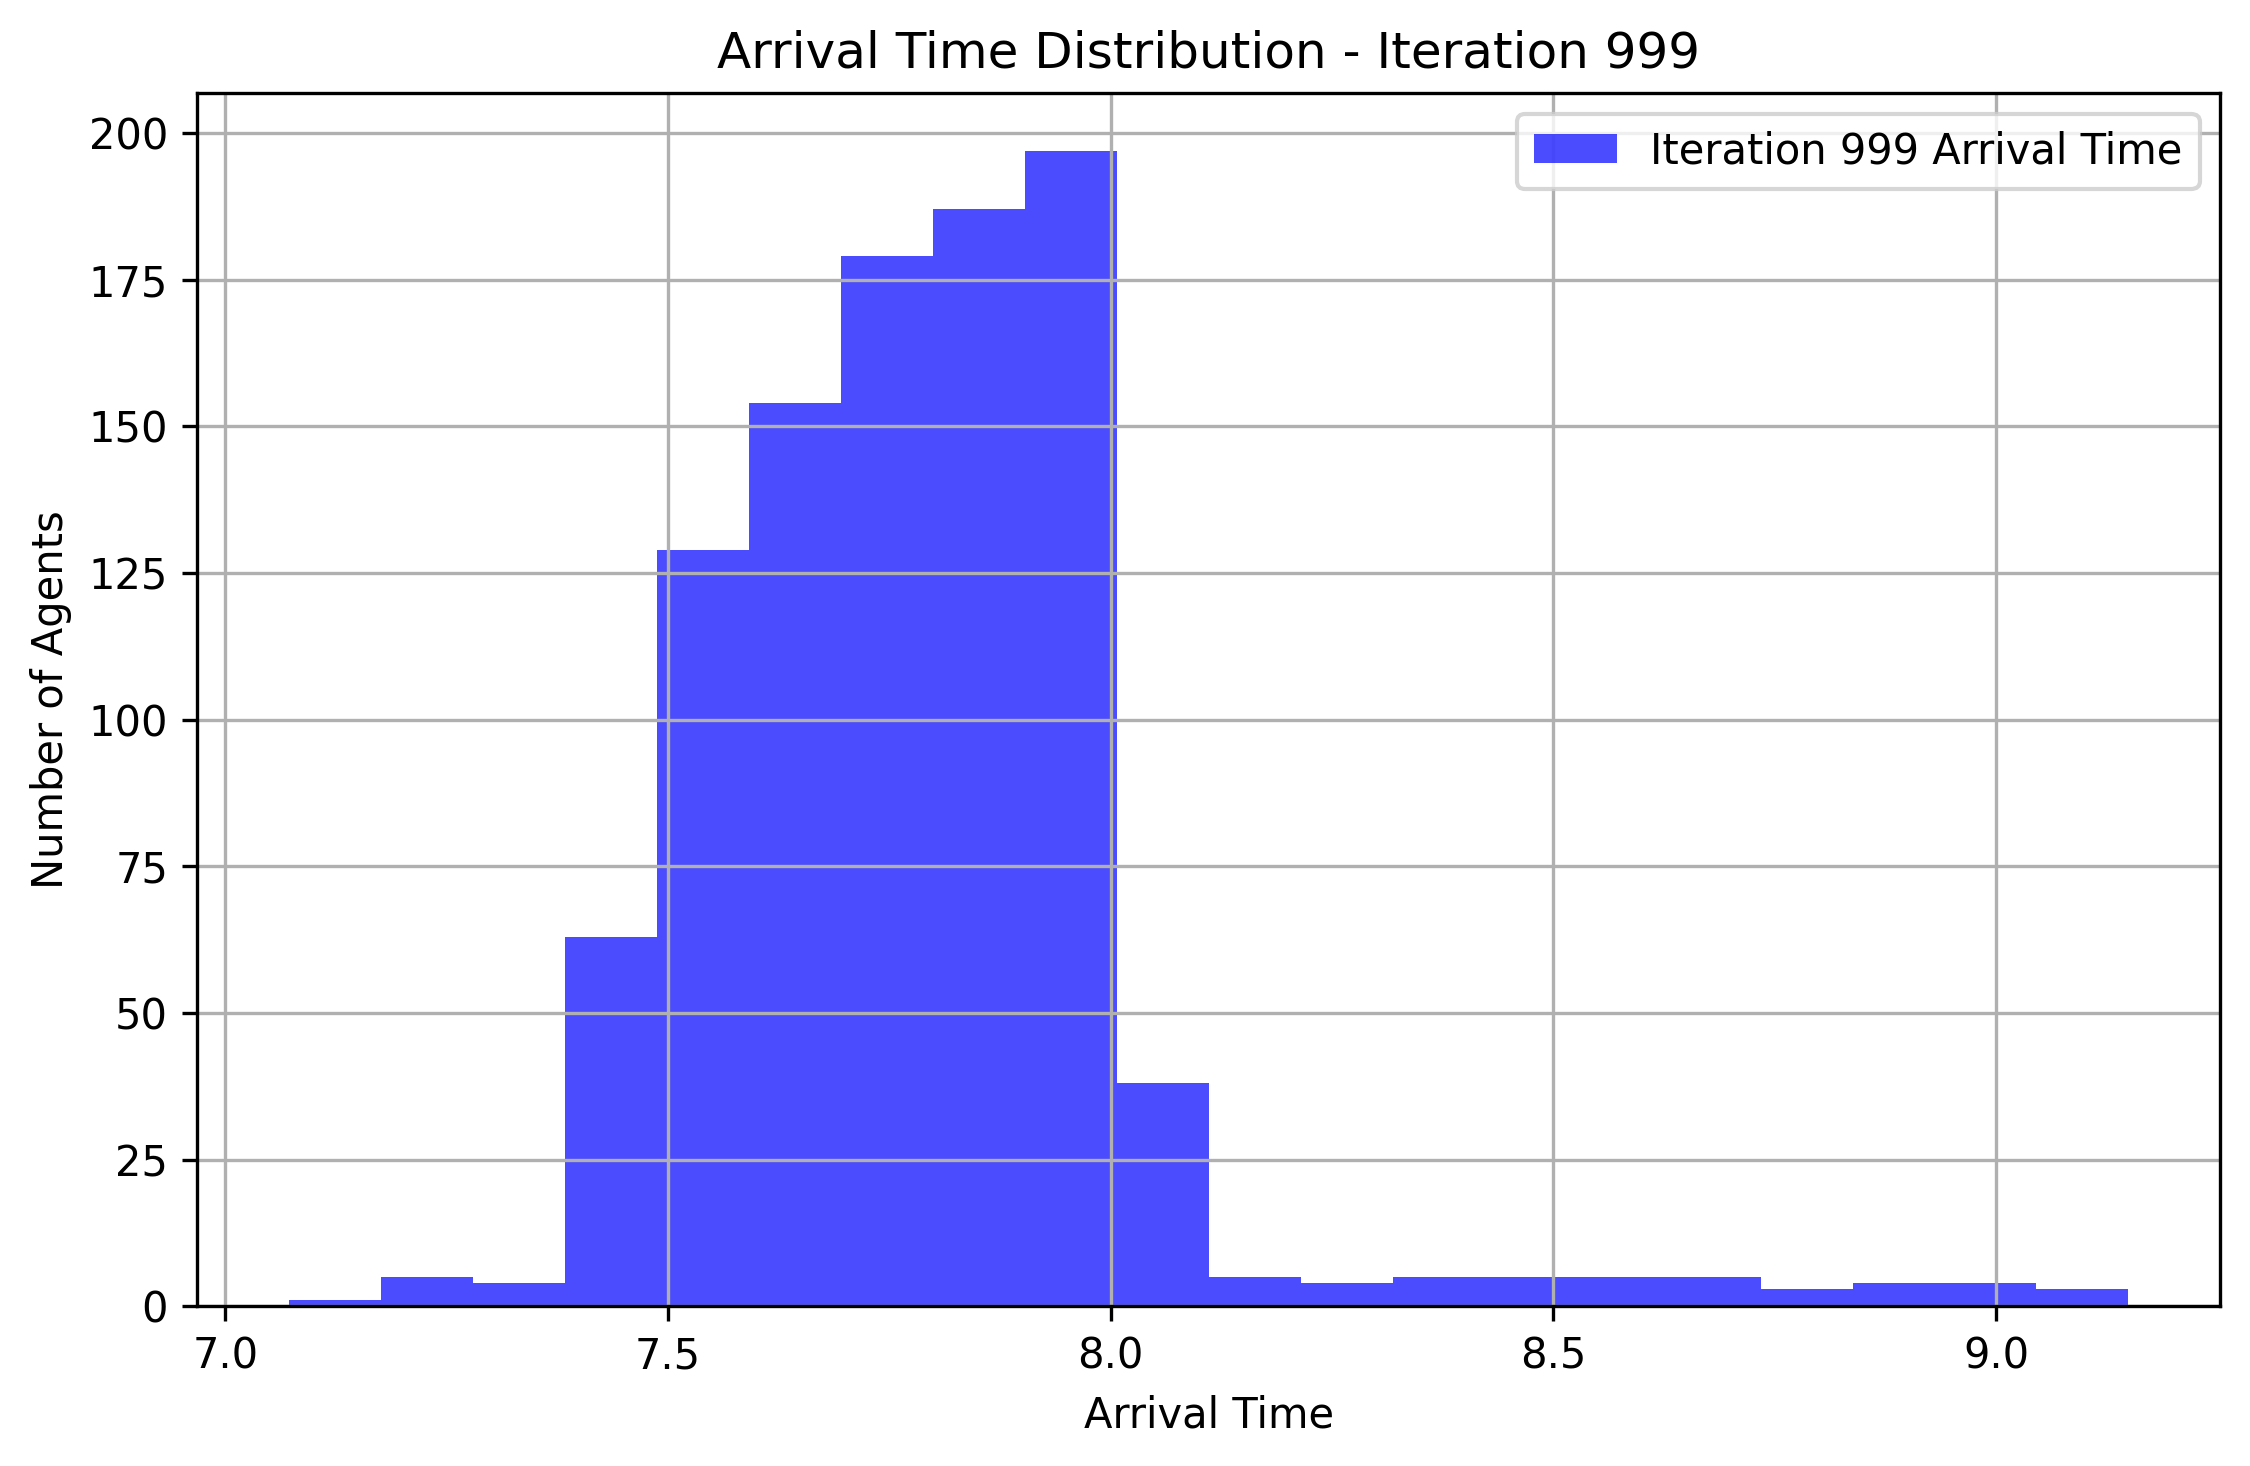 Arrival Time Distribution - Iteration 999
Iteration 999 Arrival Time
Number of Agents
200
175
150
125
100
75
50
25
0
7.0 7.5 8.0 8.5 9.0
Arrival Time